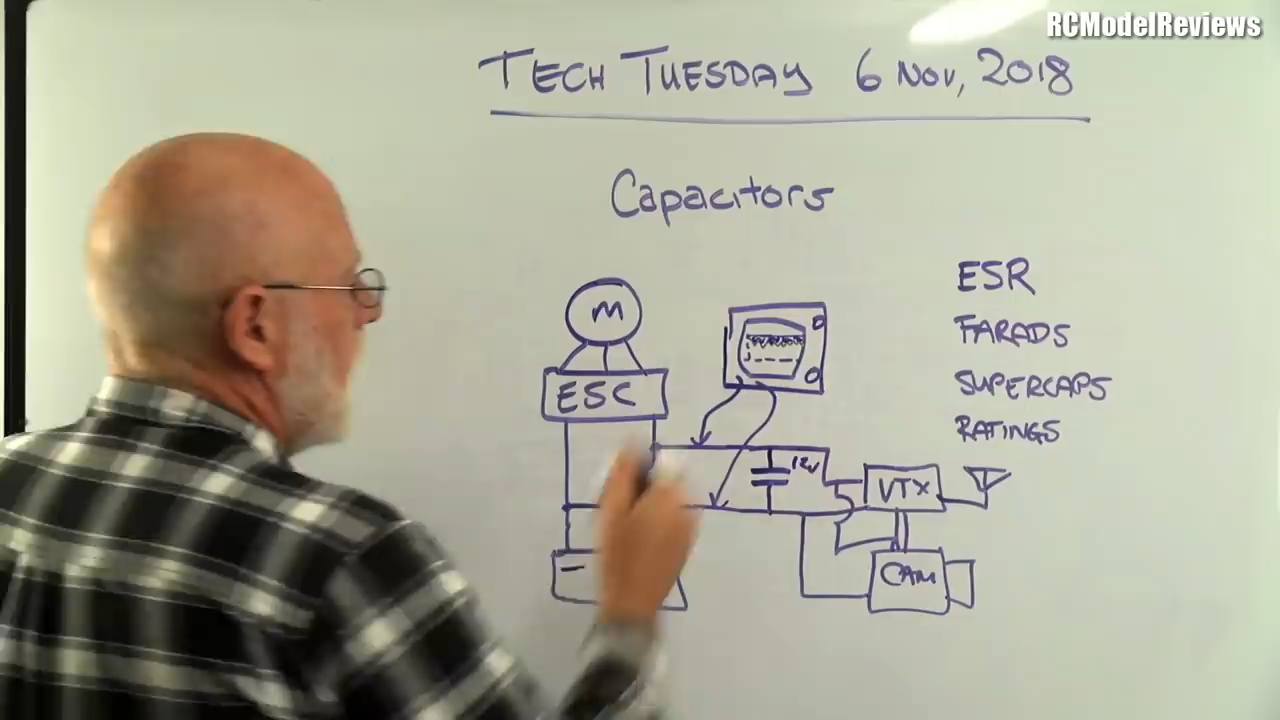 RCModelReviews
TECH TUESDAY 6 NOV, 2018
Capacitors
ESR
FARADS
SUPERCAPS
RATINGS
M
ESC
12v
VTX
CAM